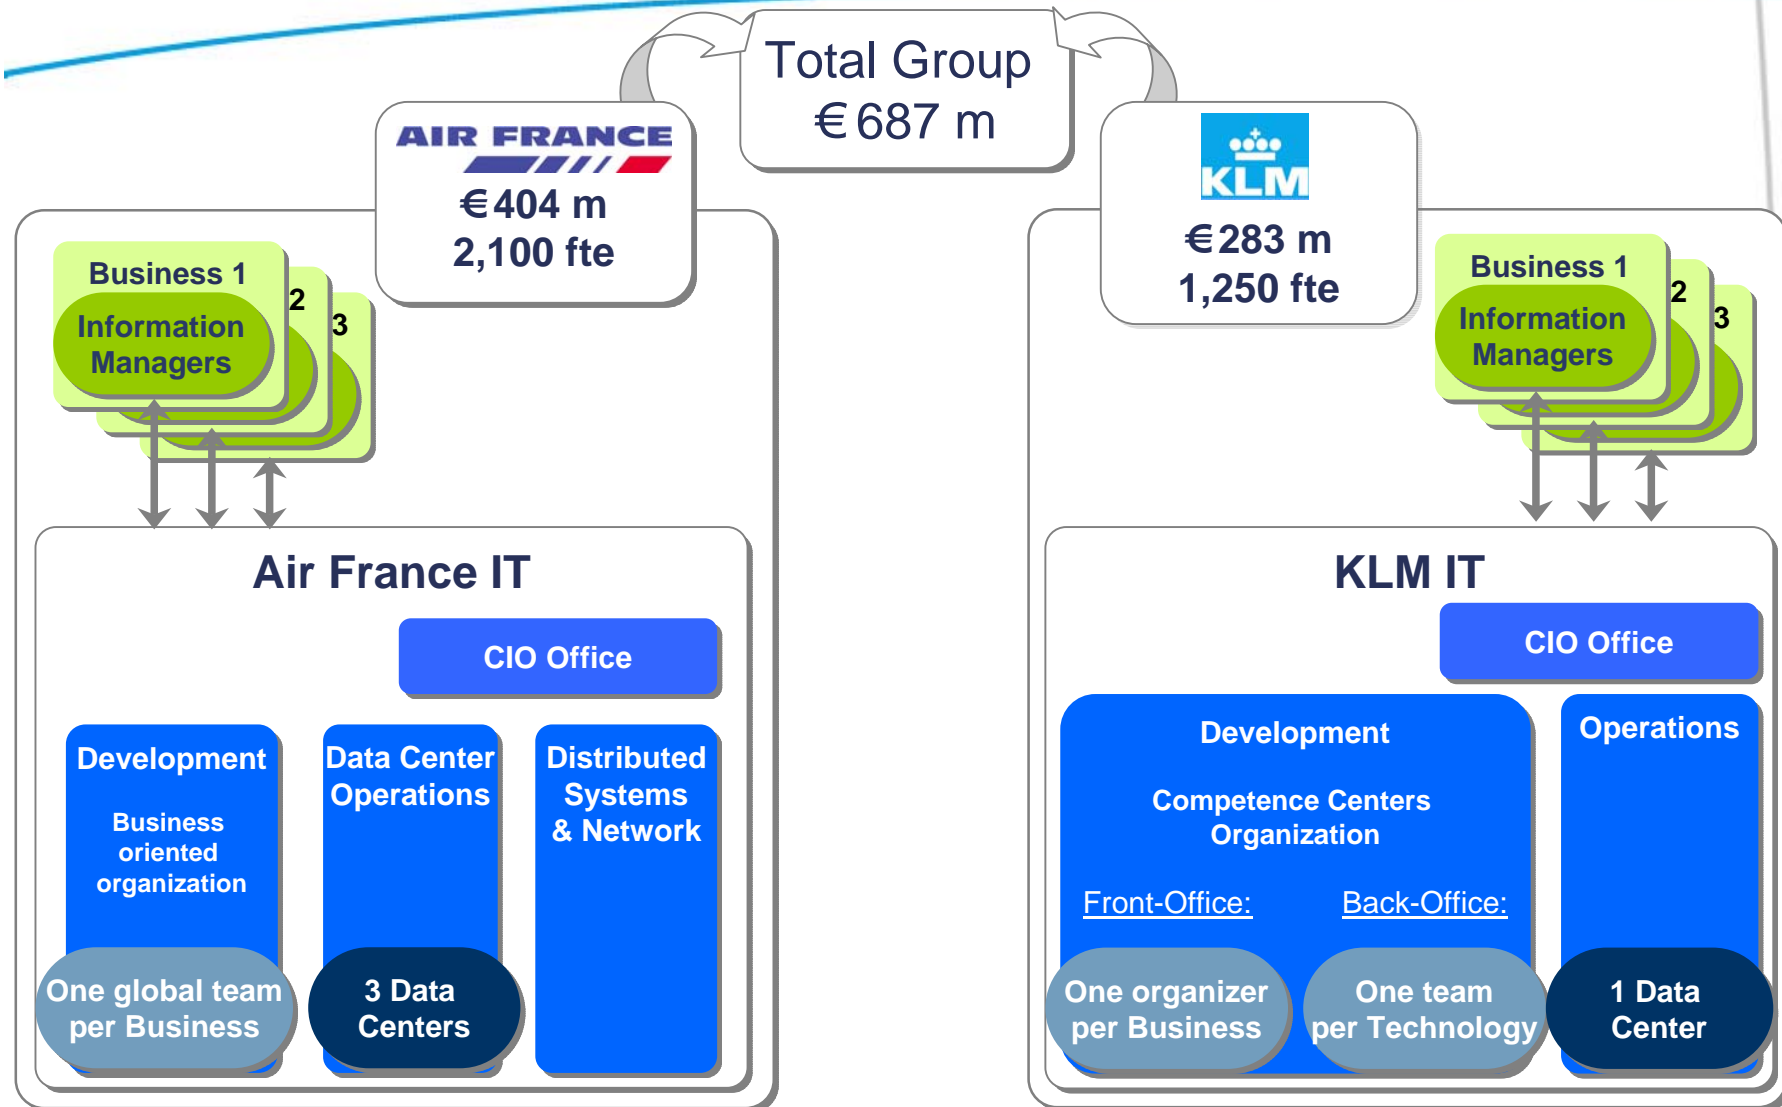 Total Group
€687 m
AIR FRANCE
€404 m
2,100 fte
KLM
€283 m
1,250 fte
Business 1
2
3
Information
Managers
Business 1
2
3
Information
Managers
Air France IT
CIO Office
Development
Business
oriented
organization
One global team
per Business
Data Center
Operations
3 Data
Centers
Distributed
Systems
& Network
KLM IT
CIO Office
Development
Competence Centers
Organization
Front-Office:
Back-Office:
One organizer
per Business
One team
per Technology
Operations
1 Data
Center